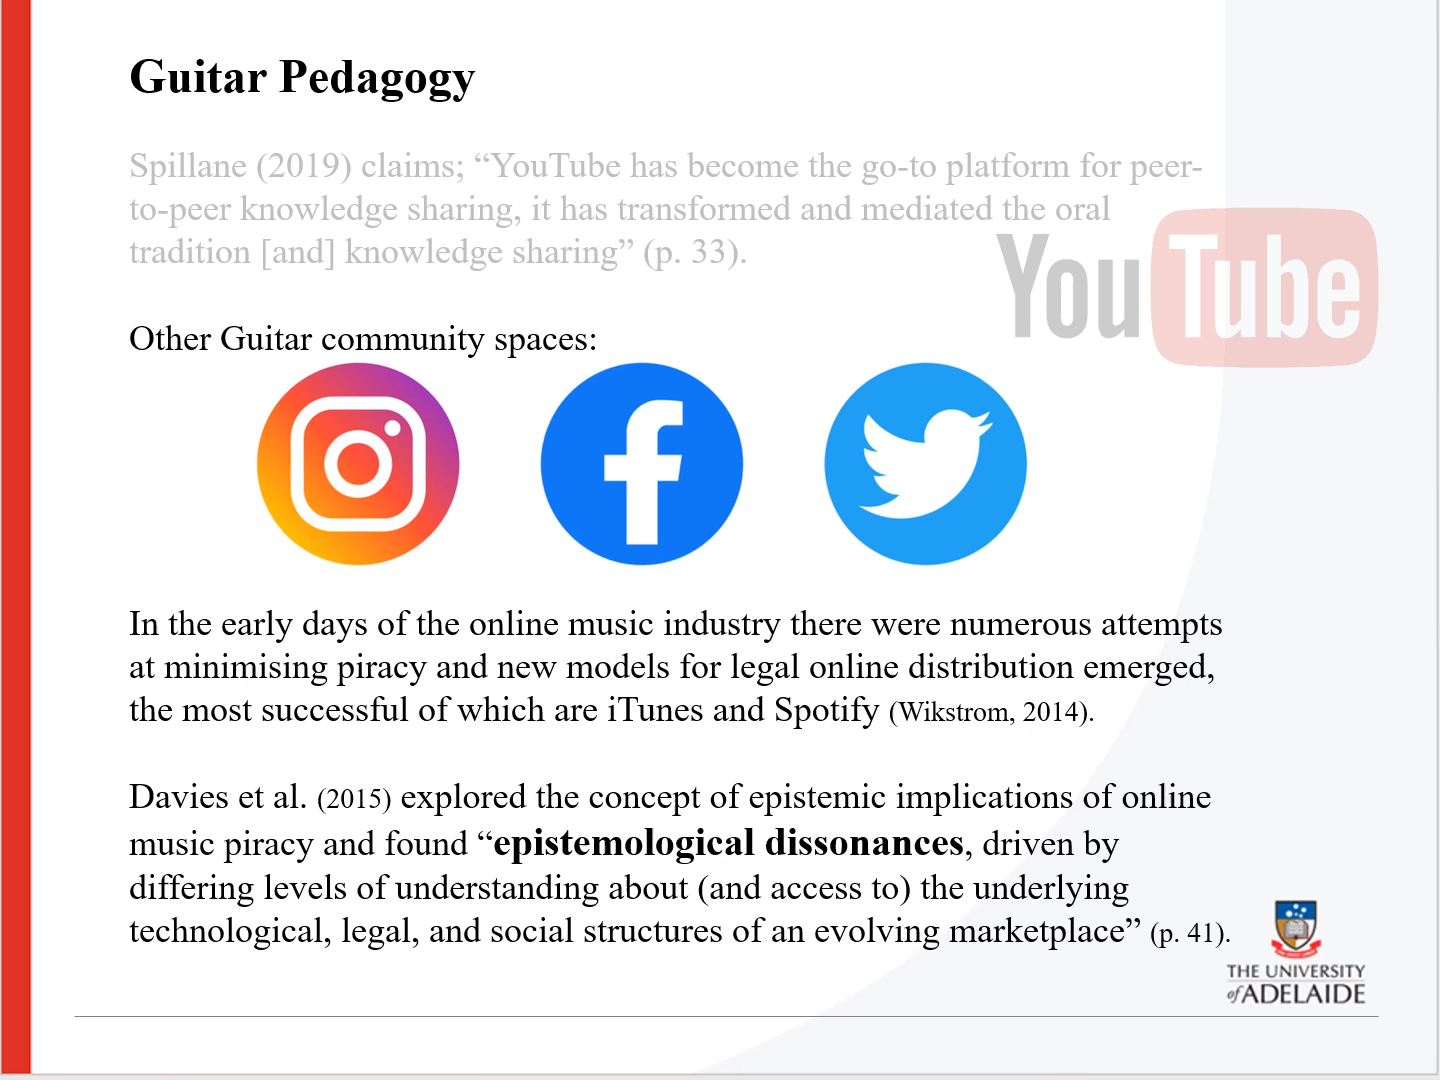 Guitar Pedagogy
Spillane (2019) claims; “YouTube has become the go-to platform for peer-
to-peer knowledge sharing, it has transformed and mediated the oral
tradition [and] knowledge sharing” (p. 33).
YouTube
Other Guitar community spaces:
In the early days of the online music industry there were numerous attempts
at minimising piracy and new models for legal online distribution emerged,
the most successful of which are iTunes and Spotify (Wikstrom, 2014).
Davies et al. (2015) explored the concept of epistemic implications of online
music piracy and found “epistemological dissonances, driven by
differing levels of understanding about (and access to) the underlying
technological, legal, and social structures of an evolving marketplace” (p. 41).
THE UNIVERSITY
of ADELAIDE